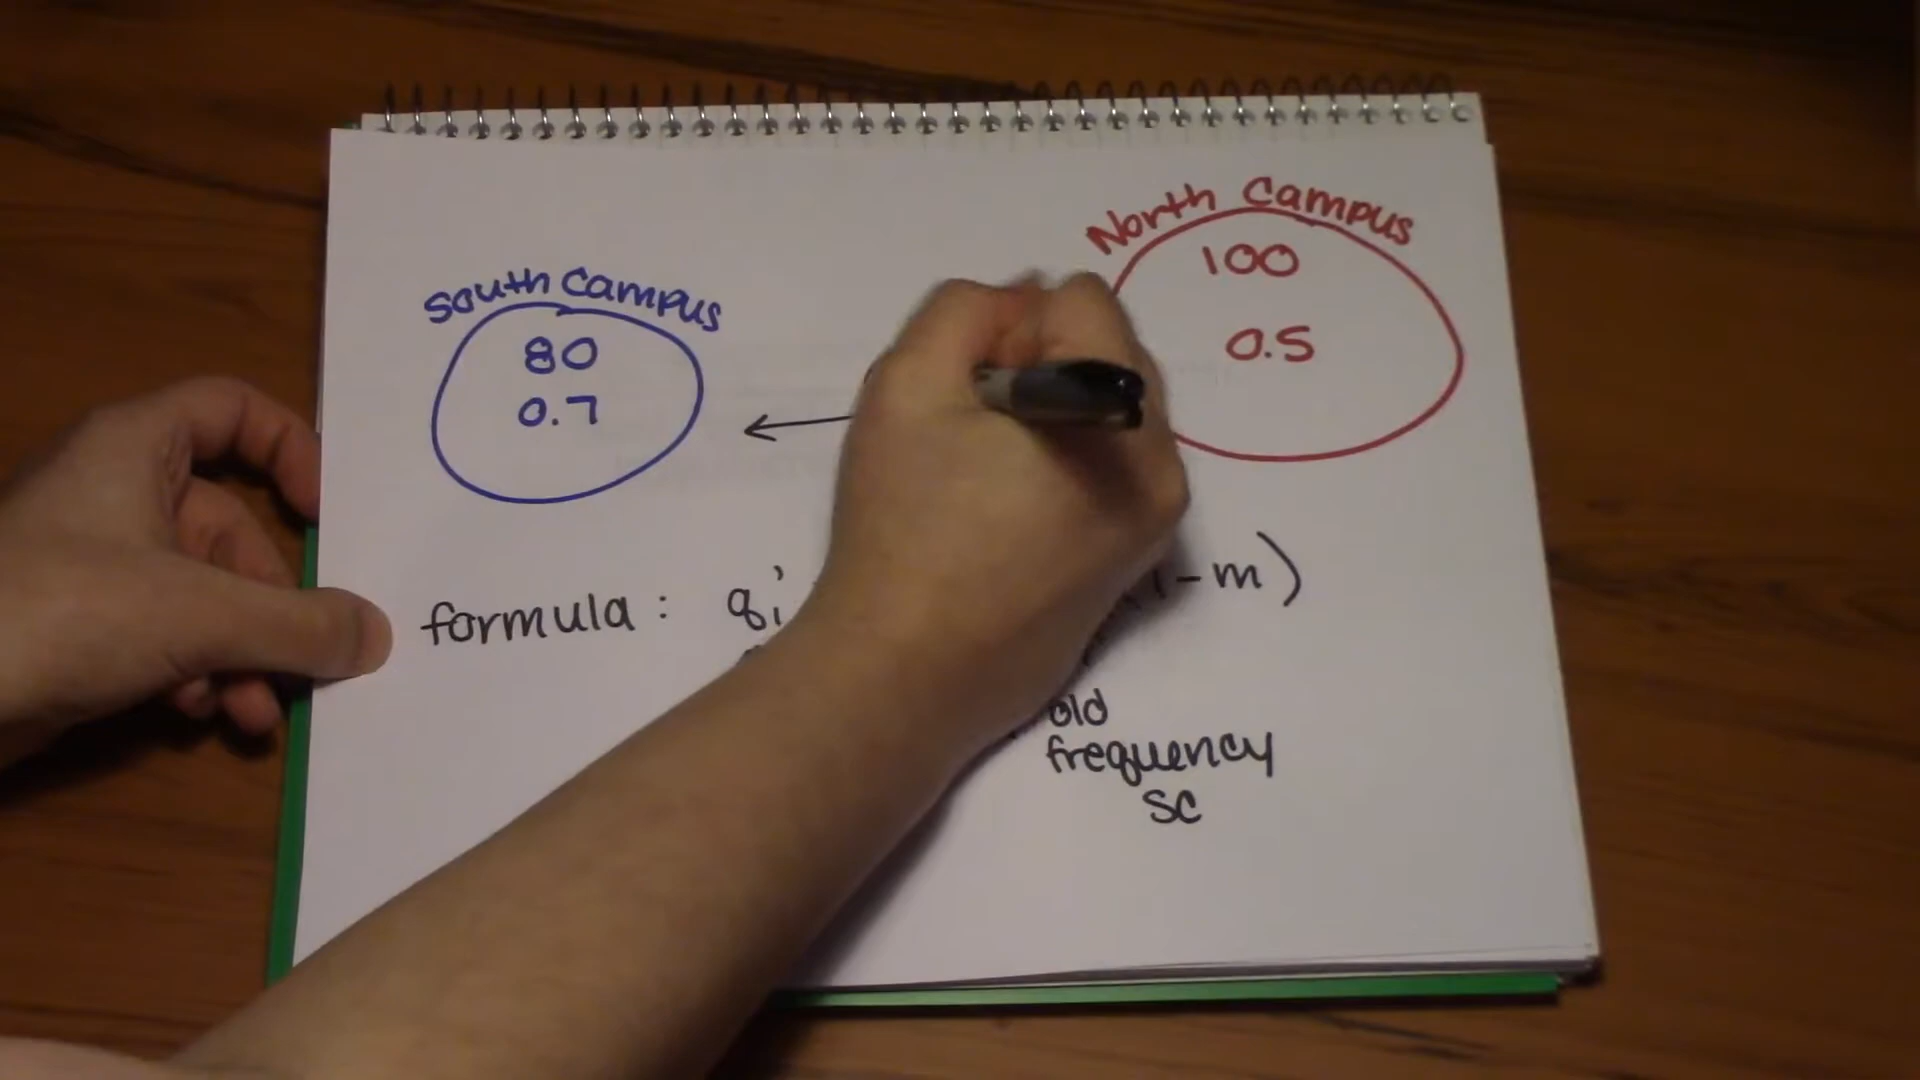 North Campus
100
0.5
South Campus
80
0.7
formula: q,' -m)
old
frequency
SC